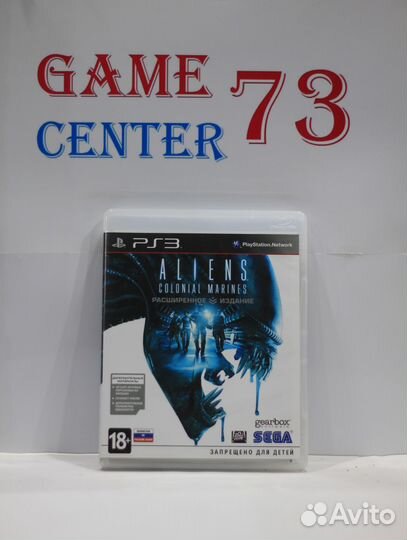 GAME 73
CENTER
PS3
PlayStation Network
ALIENS
COLONIAL MARINES
РАСШИРЕННОЕ ИЗДАНИЕ
18+
gearbox
SEGA
ЗАПРЕЩЕНО ДЛЯ ДЕТЕЙ
Avito